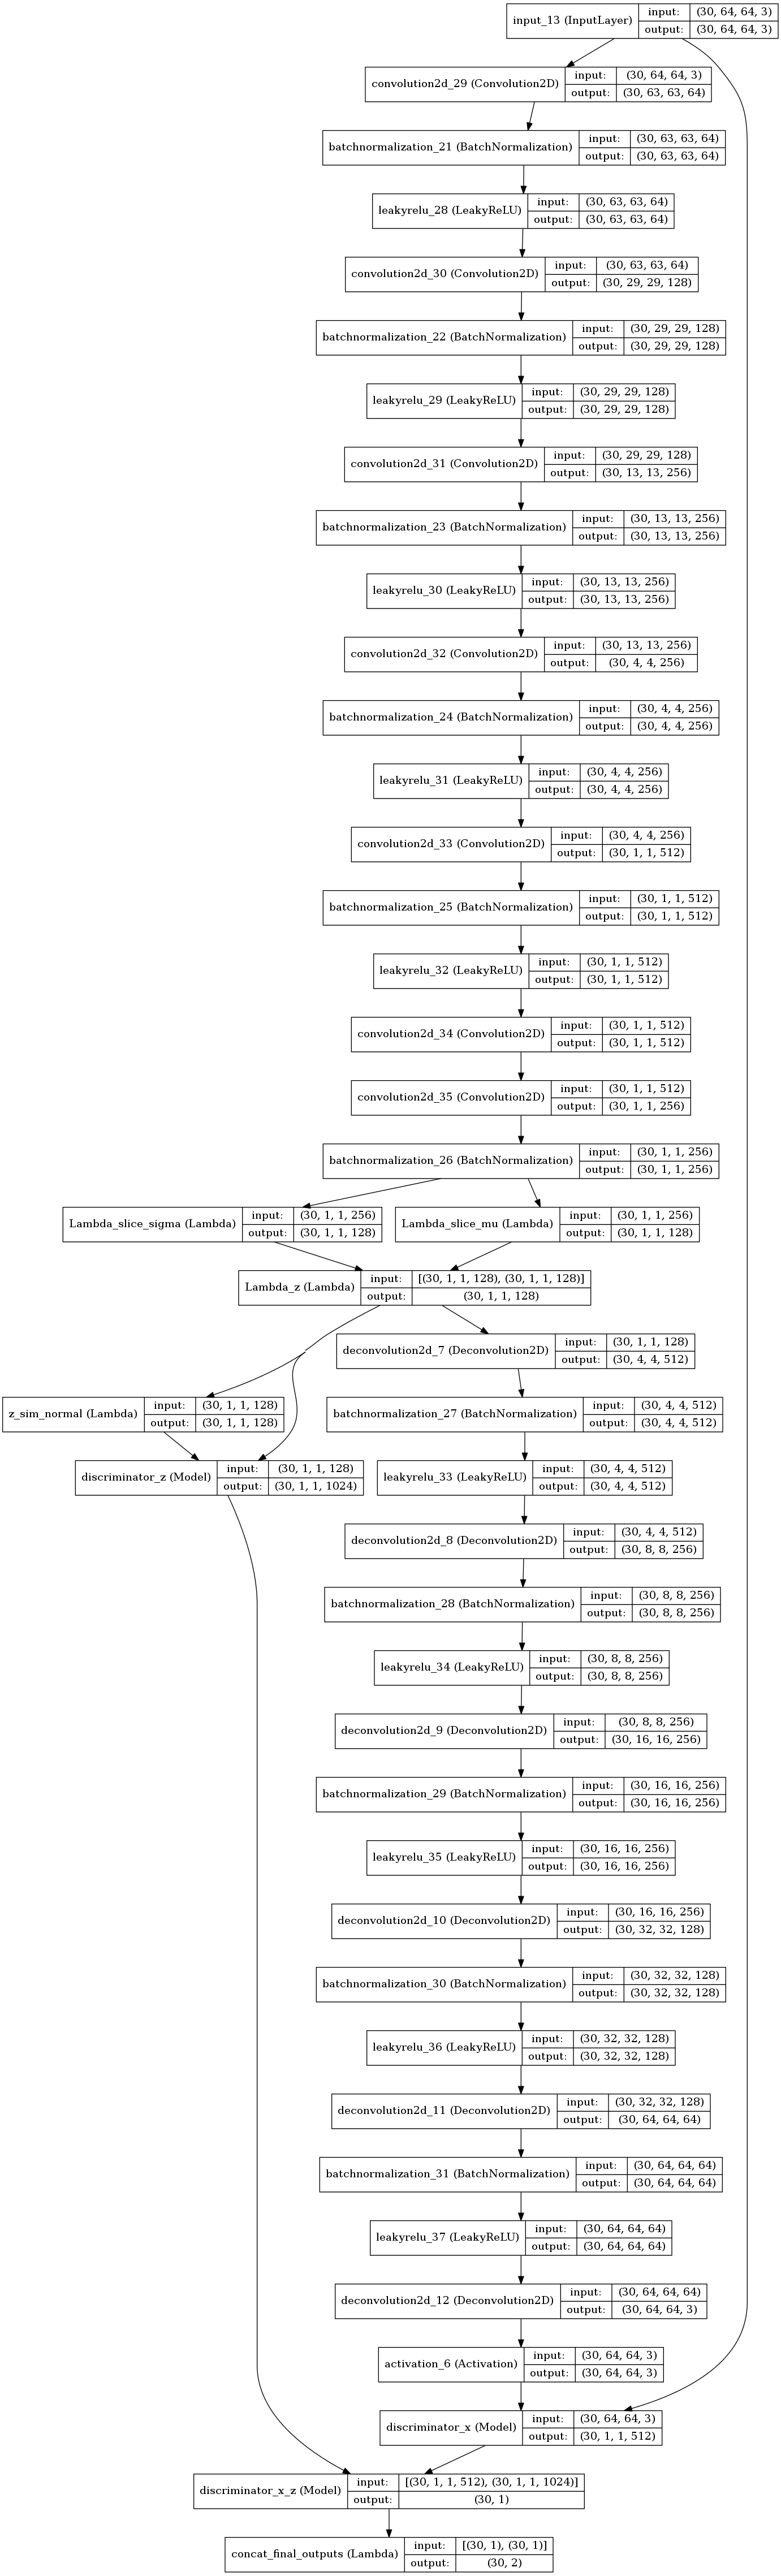 input_13 (InputLayer) input: (30, 64, 64, 3)
output: (30, 64, 64, 3)
convolution2d_29 (Convolution2D) input: (30, 64, 64, 3)
output: (30, 63, 63, 64)
batchnormalization_21 (BatchNormalization) input: (30, 63, 63, 64)
output: (30, 63, 63, 64)
leakyrelu_28 (LeakyReLU) input: (30, 63, 63, 64)
output: (30, 63, 63, 64)
convolution2d_30 (Convolution2D) input: (30, 63, 63, 64)
output: (30, 29, 29, 128)
batchnormalization_22 (BatchNormalization) input: (30, 29, 29, 128)
output: (30, 29, 29, 128)
leakyrelu_29 (LeakyReLU) input: (30, 29, 29, 128)
output: (30, 29, 29, 128)
convolution2d_31 (Convolution2D) input: (30, 29, 29, 128)
output: (30, 13, 13, 256)
batchnormalization_23 (BatchNormalization) input: (30, 13, 13, 256)
output: (30, 13, 13, 256)
leakyrelu_30 (LeakyReLU) input: (30, 13, 13, 256)
output: (30, 13, 13, 256)
convolution2d_32 (Convolution2D) input: (30, 13, 13, 256)
output: (30, 4, 4, 256)
batchnormalization_24 (BatchNormalization) input: (30, 4, 4, 256)
output: (30, 4, 4, 256)
leakyrelu_31 (LeakyReLU) input: (30, 4, 4, 256)
output: (30, 4, 4, 256)
convolution2d_33 (Convolution2D) input: (30, 4, 4, 256)
output: (30, 1, 1, 512)
batchnormalization_25 (BatchNormalization) input: (30, 1, 1, 512)
output: (30, 1, 1, 512)
leakyrelu_32 (LeakyReLU) input: (30, 1, 1, 512)
output: (30, 1, 1, 512)
convolution2d_34 (Convolution2D) input: (30, 1, 1, 512)
output: (30, 1, 1, 512)
convolution2d_35 (Convolution2D) input: (30, 1, 1, 512)
output: (30, 1, 1, 256)
batchnormalization_26 (BatchNormalization) input: (30, 1, 1, 256)
output: (30, 1, 1, 256)
Lambda_slice_sigma (Lambda) input: (30, 1, 1, 256)
output: (30, 1, 1, 128)
Lambda_slice_mu (Lambda) input: (30, 1, 1, 256)
output: (30, 1, 1, 128)
Lambda_z (Lambda) input: [(30, 1, 1, 128), (30, 1, 1, 128)]
output: (30, 1, 1, 128)
deconvolution2d_7 (Deconvolution2D) input: (30, 1, 1, 128)
output: (30, 4, 4, 512)
z_sim_normal (Lambda) input: (30, 1, 1, 128)
output: (30, 1, 1, 128)
batchnormalization_27 (BatchNormalization) input: (30, 4, 4, 512)
output: (30, 4, 4, 512)
discriminator_z (Model) input: (30, 1, 1, 128)
output: (30, 1, 1, 1024)
leakyrelu_33 (LeakyReLU) input: (30, 4, 4, 512)
output: (30, 4, 4, 512)
deconvolution2d_8 (Deconvolution2D) input: (30, 4, 4, 512)
output: (30, 8, 8, 256)
batchnormalization_28 (BatchNormalization) input: (30, 8, 8, 256)
output: (30, 8, 8, 256)
leakyrelu_34 (LeakyReLU) input: (30, 8, 8, 256)
output: (30, 8, 8, 256)
deconvolution2d_9 (Deconvolution2D) input: (30, 8, 8, 256)
output: (30, 16, 16, 256)
batchnormalization_29 (BatchNormalization) input: (30, 16, 16, 256)
output: (30, 16, 16, 256)
leakyrelu_35 (LeakyReLU) input: (30, 16, 16, 256)
output: (30, 16, 16, 256)
deconvolution2d_10 (Deconvolution2D) input: (30, 16, 16, 256)
output: (30, 32, 32, 128)
batchnormalization_30 (BatchNormalization) input: (30, 32, 32, 128)
output: (30, 32, 32, 128)
leakyrelu_36 (LeakyReLU) input: (30, 32, 32, 128)
output: (30, 32, 32, 128)
deconvolution2d_11 (Deconvolution2D) input: (30, 32, 32, 128)
output: (30, 64, 64, 64)
batchnormalization_31 (BatchNormalization) input: (30, 64, 64, 64)
output: (30, 64, 64, 64)
leakyrelu_37 (LeakyReLU) input: (30, 64, 64, 64)
output: (30, 64, 64, 64)
deconvolution2d_12 (Deconvolution2D) input: (30, 64, 64, 64)
output: (30, 64, 64, 3)
activation_6 (Activation) input: (30, 64, 64, 3)
output: (30, 64, 64, 3)
discriminator_x (Model) input: (30, 64, 64, 3)
output: (30, 1, 1, 512)
discriminator_x_z (Model) input: [(30, 1, 1, 512), (30, 1, 1, 1024)]
output: (30, 1)
concat_final_outputs (Lambda) input: [(30, 1), (30, 1)]
output: (30, 2)